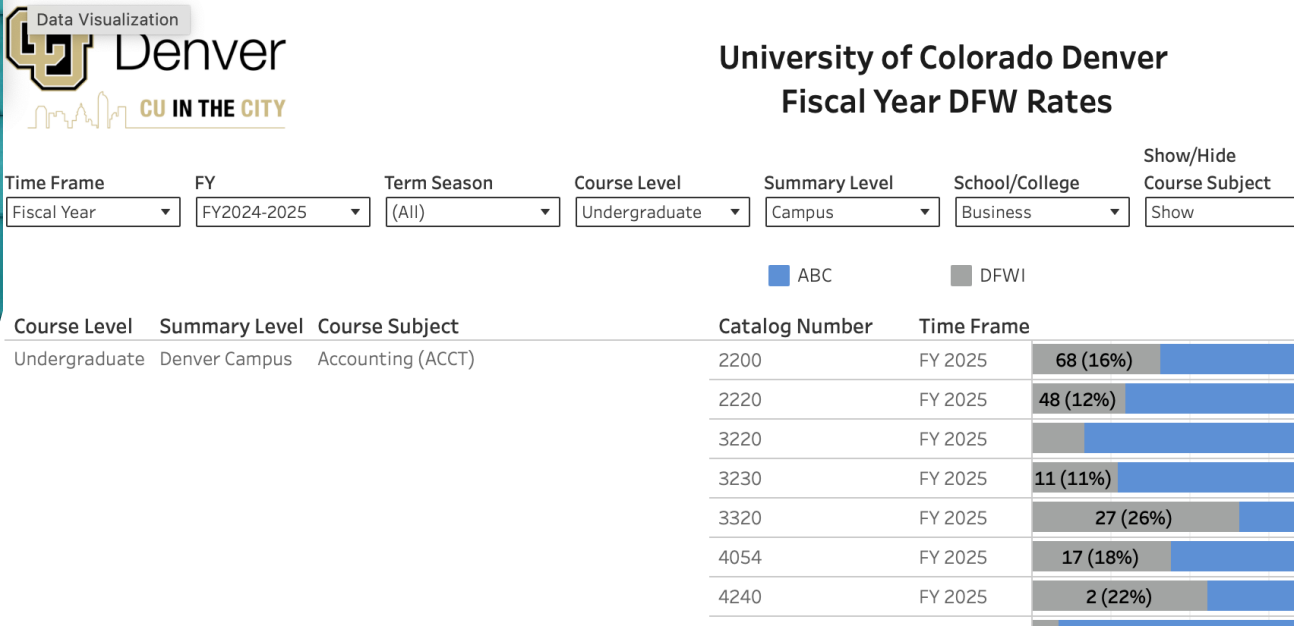 Data Visualization
Denver
CU IN THE CITY
University of Colorado Denver
Fiscal Year DFW Rates
Time Frame FY Term Season Course Level Summary Level School/College Show/Hide Course Subject
Fiscal Year FY2024-2025 (All) Undergraduate Campus Business Show
ABC DFWI
Course Level Summary Level Course Subject Catalog Number Time Frame
Undergraduate Denver Campus Accounting (ACCT) 2200 FY 2025 68 (16%)
2220 FY 2025 48 (12%)
3220 FY 2025
3230 FY 2025 11 (11%)
3320 FY 2025 27 (26%)
4054 FY 2025 17 (18%)
4240 FY 2025 2 (22%)